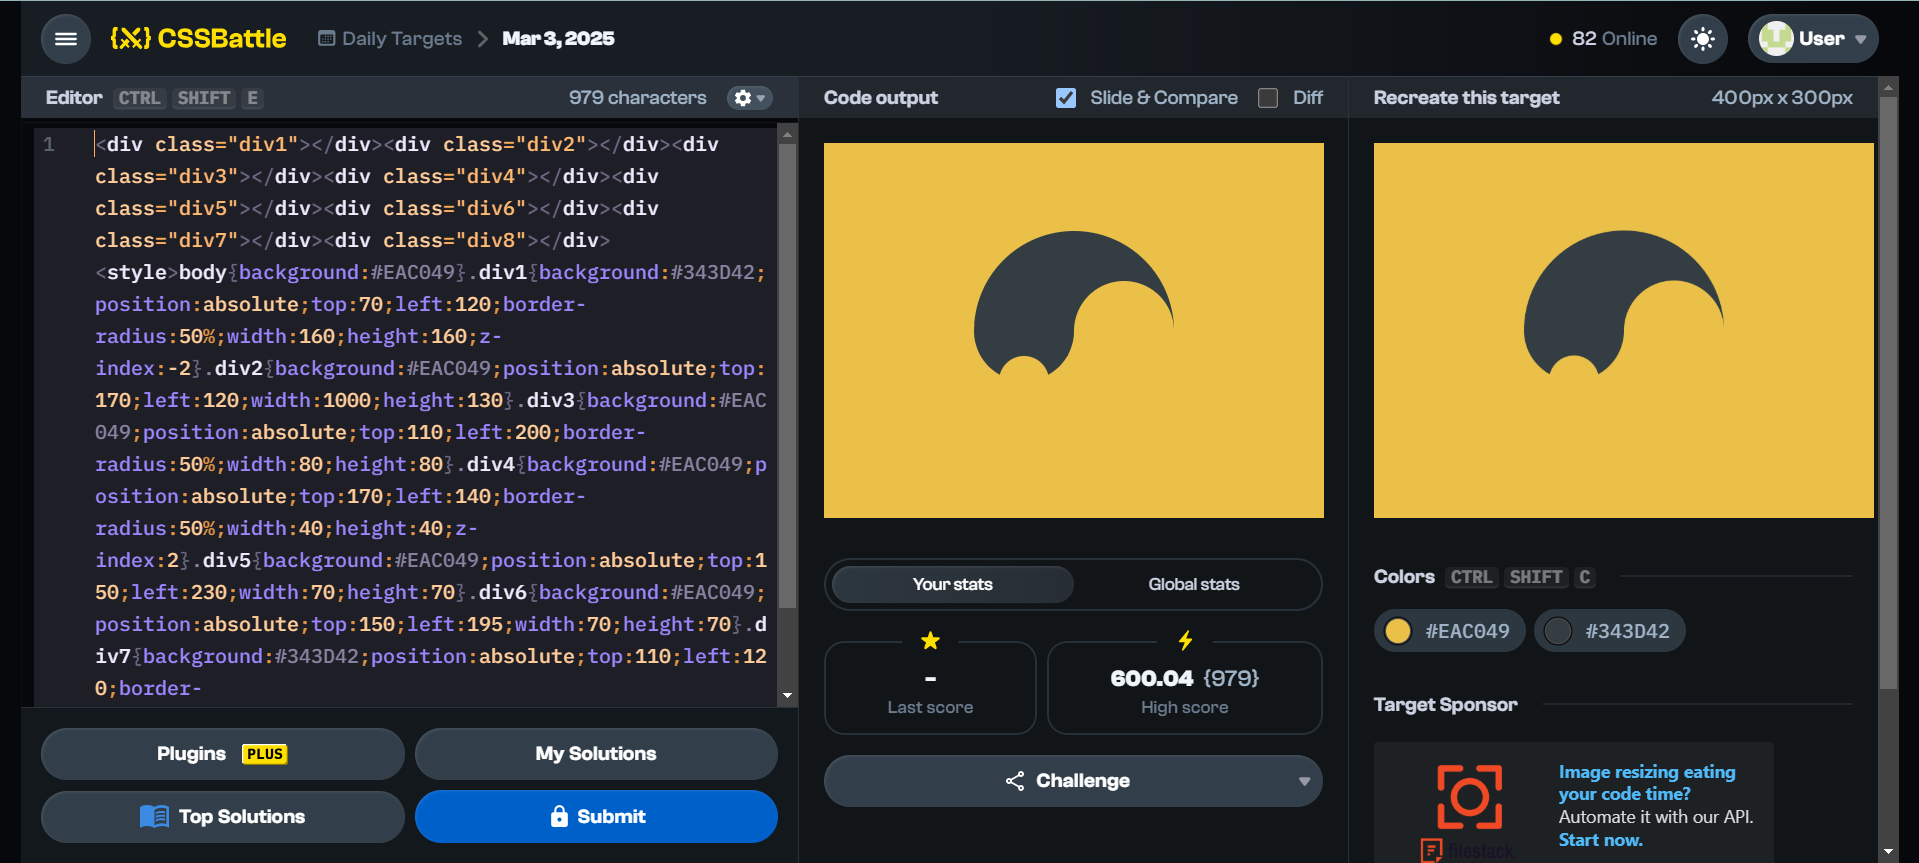 {X} CSSBattle
Daily Targets
Mar 3, 2025
82 Online
User
Editor CTRL SHIFT E
979 characters
Code output
Slide & Compare
Diff
Recreate this target
400px x 300px
1
<div class="div1"></div><div class="div2"></div><div
class="div3"></div><div class="div4"></div><div
class="div5"></div><div class="div6"></div><div
class="div7"></div><div class="div8"></div>
<style>body{background:#EAC049}.div1{background:#343D42;
position:absolute;top:70;left:120;border-
radius:50%;width:160;height:160;z-
index:-2}.div2{background:#EAC049;position:absolute;top:
170;left:120;width:1000;height:130}.div3{background:#EAC
049;position:absolute;top:110;left:200;border-
radius:50%;width:80;height:80}.div4{background:#EAC049;p
osition:absolute;top:170;left:140;border-
radius:50%;width:40;height:40;z-
index:2}.div5{background:#EAC049;position:absolute;top:1
50;left:230;width:70;height:70}.div6{background:#EAC049;
position:absolute;top:150;left:195;width:70;height:70}.d
iv7{background:#343D42;position:absolute;top:110;left:12
0;border-
Plugins PLUS
My Solutions
Top Solutions
Submit
Your stats
Global stats
-
Last score
600.04 {979}
High score
Challenge
Colors CTRL SHIFT C
#EAC049
#343D42
Target Sponsor
Image resizing eating
your code time?
Automate it with our API.
Start now.
filestack